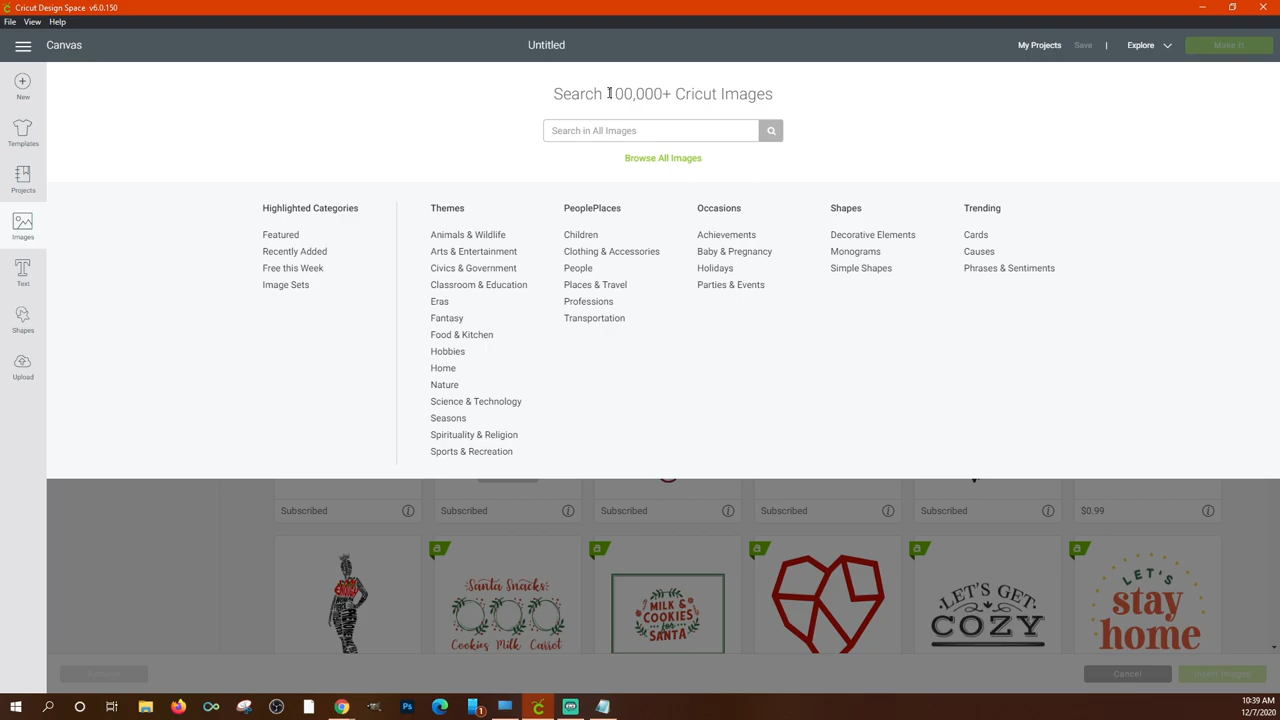 Cricut Design Space v6.0.150
File View Help
Canvas
Untitled
My Projects Save | Explore Make It
New
Templates
Projects
Images
Text
Shapes
Upload
Search 100,000+ Cricut Images
Search in All Images
Browse All Images
Highlighted Categories
Featured
Recently Added
Free this Week
Image Sets
Themes
Animals & Wildlife
Arts & Entertainment
Civics & Government
Classroom & Education
Eras
Fantasy
Food & Kitchen
Hobbies
Home
Nature
Science & Technology
Seasons
Spirituality & Religion
Sports & Recreation
PeoplePlaces
Children
Clothing & Accessories
People
Places & Travel
Professions
Transportation
Occasions
Achievements
Baby & Pregnancy
Holidays
Parties & Events
Shapes
Decorative Elements
Monograms
Simple Shapes
Trending
Cards
Causes
Phrases & Sentiments
Subscribed Subscribed Subscribed Subscribed Subscribed $0.99
Santa Snacks
Cookies Milk Carrot
MILK &
COOKIES
for
SANTA
LET'S GET
COZY
LET'S
stay
home
Cancel Insert Images
10:39 AM
12/7/2020